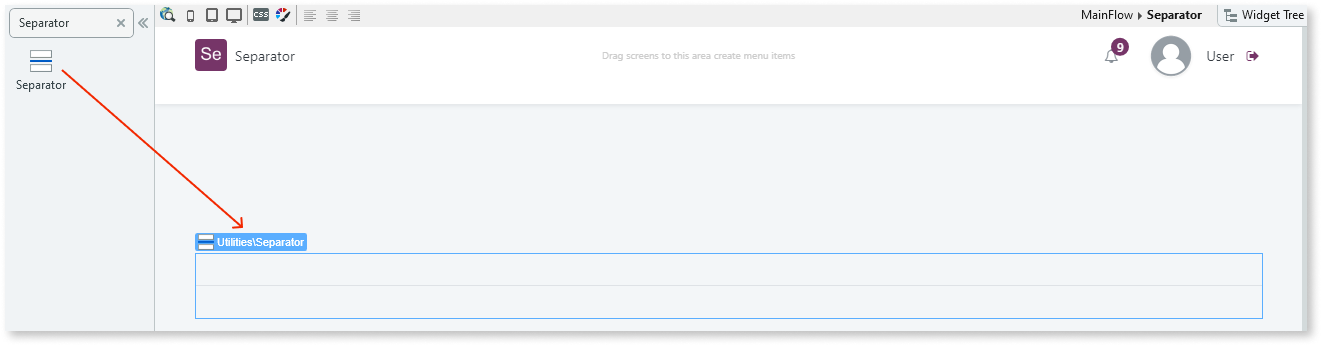 Separator
Separator
CSS
MainFlow Separator
Widget Tree
Se
Separator
Drag screens to this area create menu items
9
User
Utilities\Separator